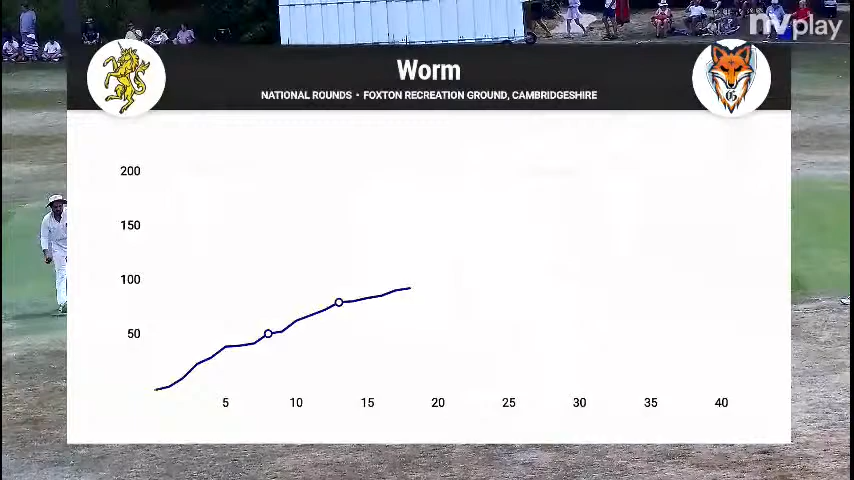 nvplay
Worm
NATIONAL ROUNDS • FOXTON RECREATION GROUND, CAMBRIDGESHIRE
G
200
150
100
50
5 10 15 20 25 30 35 40